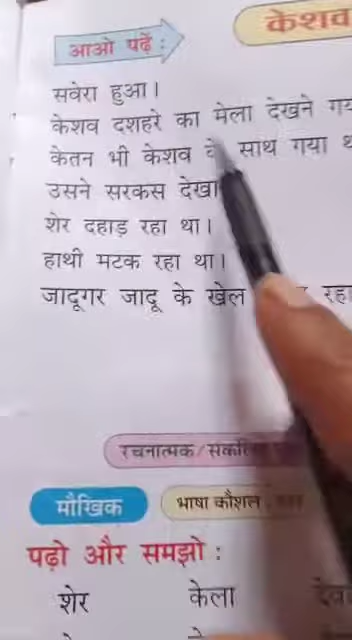 केशव
आओ पढ़ें :
सवेरा हुआ।
केशव दशहरे का मेला देखने
केतन भी केशव साथ गया
उसने सरकस देखा
शेर दहाड़ रहा था।
हाथी मटक रहा था।
जादूगर जादू के खेल रहा
रचनात्मक/
मौखिक
भाषा कौशल
पढ़ो और समझो :
शेर केला